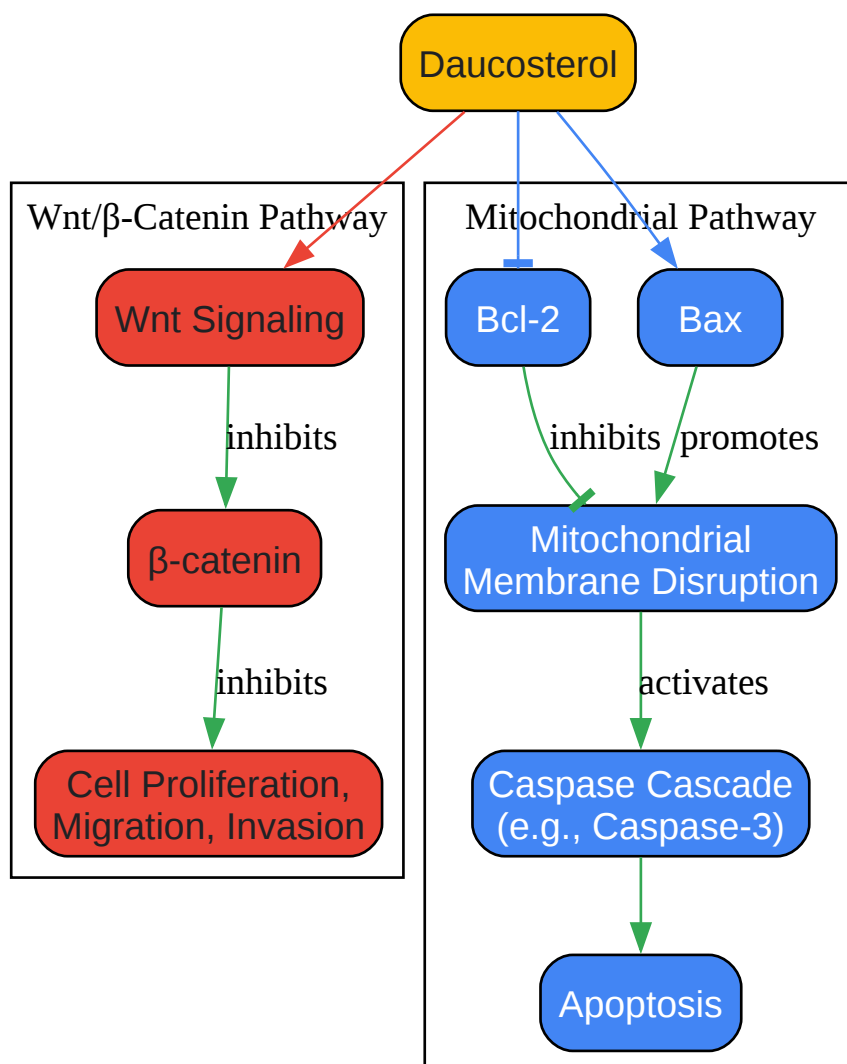 Daucosterol
Wnt/β-Catenin Pathway
Wnt Signaling
inhibits
β-catenin
inhibits
Cell Proliferation,
Migration, Invasion
Mitochondrial Pathway
Bcl-2
Bax
inhibits
promotes
Mitochondrial
Membrane Disruption
activates
Caspase Cascade
(e.g., Caspase-3)
Apoptosis